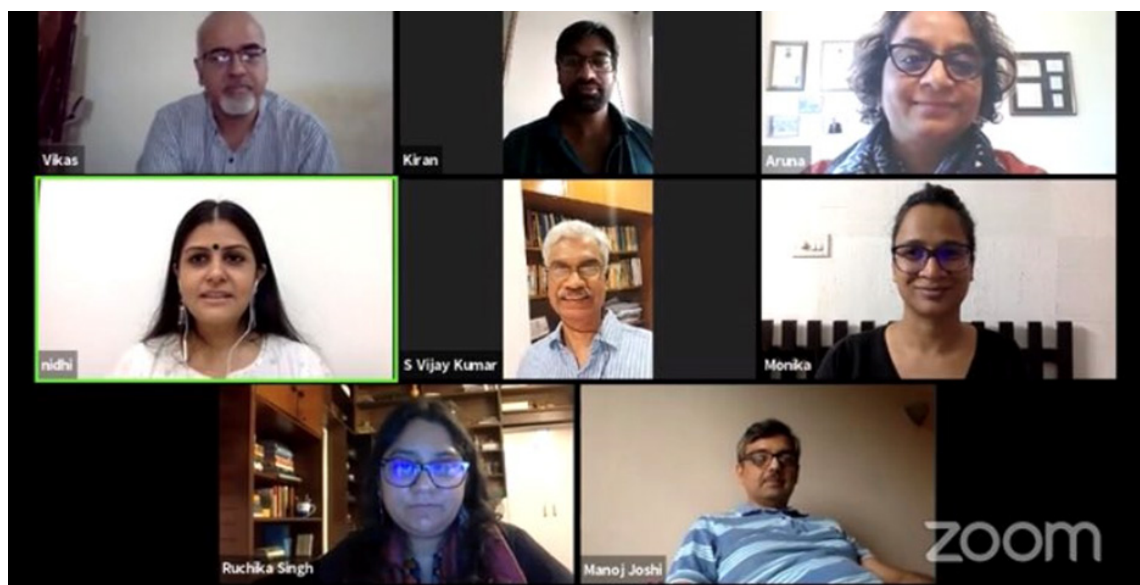 Vikas
Kiran
Aruna
nidhi
S Vijay Kumar
Monika
Ruchika Singh
Manoj Joshi
zoom